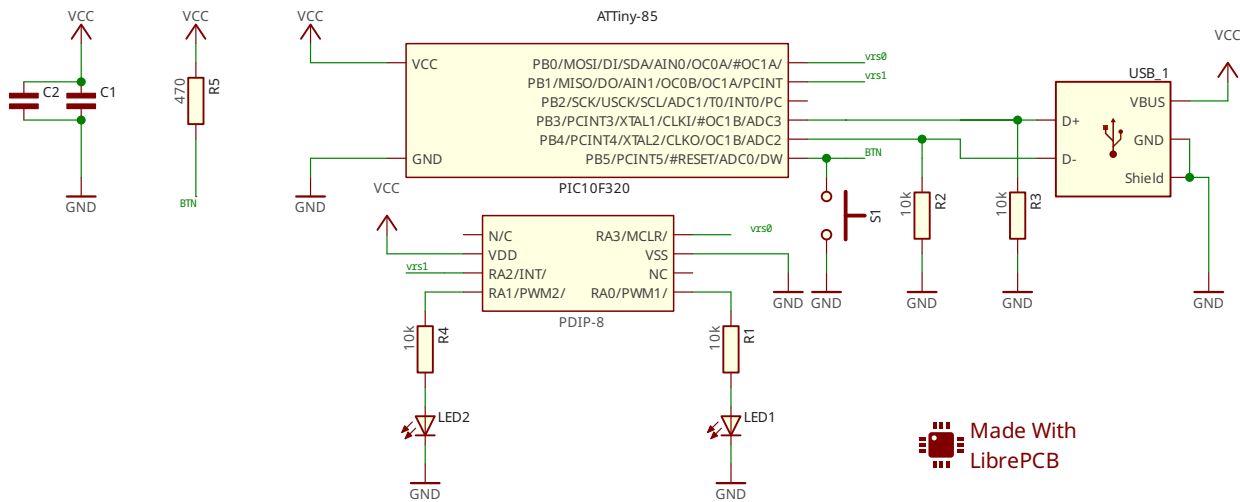 VCC
VCC
VCC
ATTiny-85
VCC
C2
C1
470
R5
VCC
PB0/MOSI/DI/SDA/AIN0/OC0A/#OC1A/
vrs0
PB1/MISO/DO/AIN1/OC0B/OC1A/PCINT
vrs1
PB2/SCK/USCK/SCL/ADC1/T0/INT0/PC
PB3/PCINT3/XTAL1/CLKI/#OC1B/ADC3
PB4/PCINT4/XTAL2/CLKO/OC1B/ADC2
GND
PB5/PCINT5/#RESET/ADC0/DW
BTN
USB_1
VBUS
D+
GND
D-
Shield
GND
BTN
GND
VCC
PIC10F320
N/C
RA3/MCLR/
vrs0
VDD
VSS
vrs1
RA2/INT/
NC
RA1/PWM2/
RA0/PWM1/
PDIP-8
S1
10k
R2
10k
R3
GND
GND
GND
GND
GND
10k
R4
10k
R1
LED2
LED1
GND
GND
Made With
LibrePCB